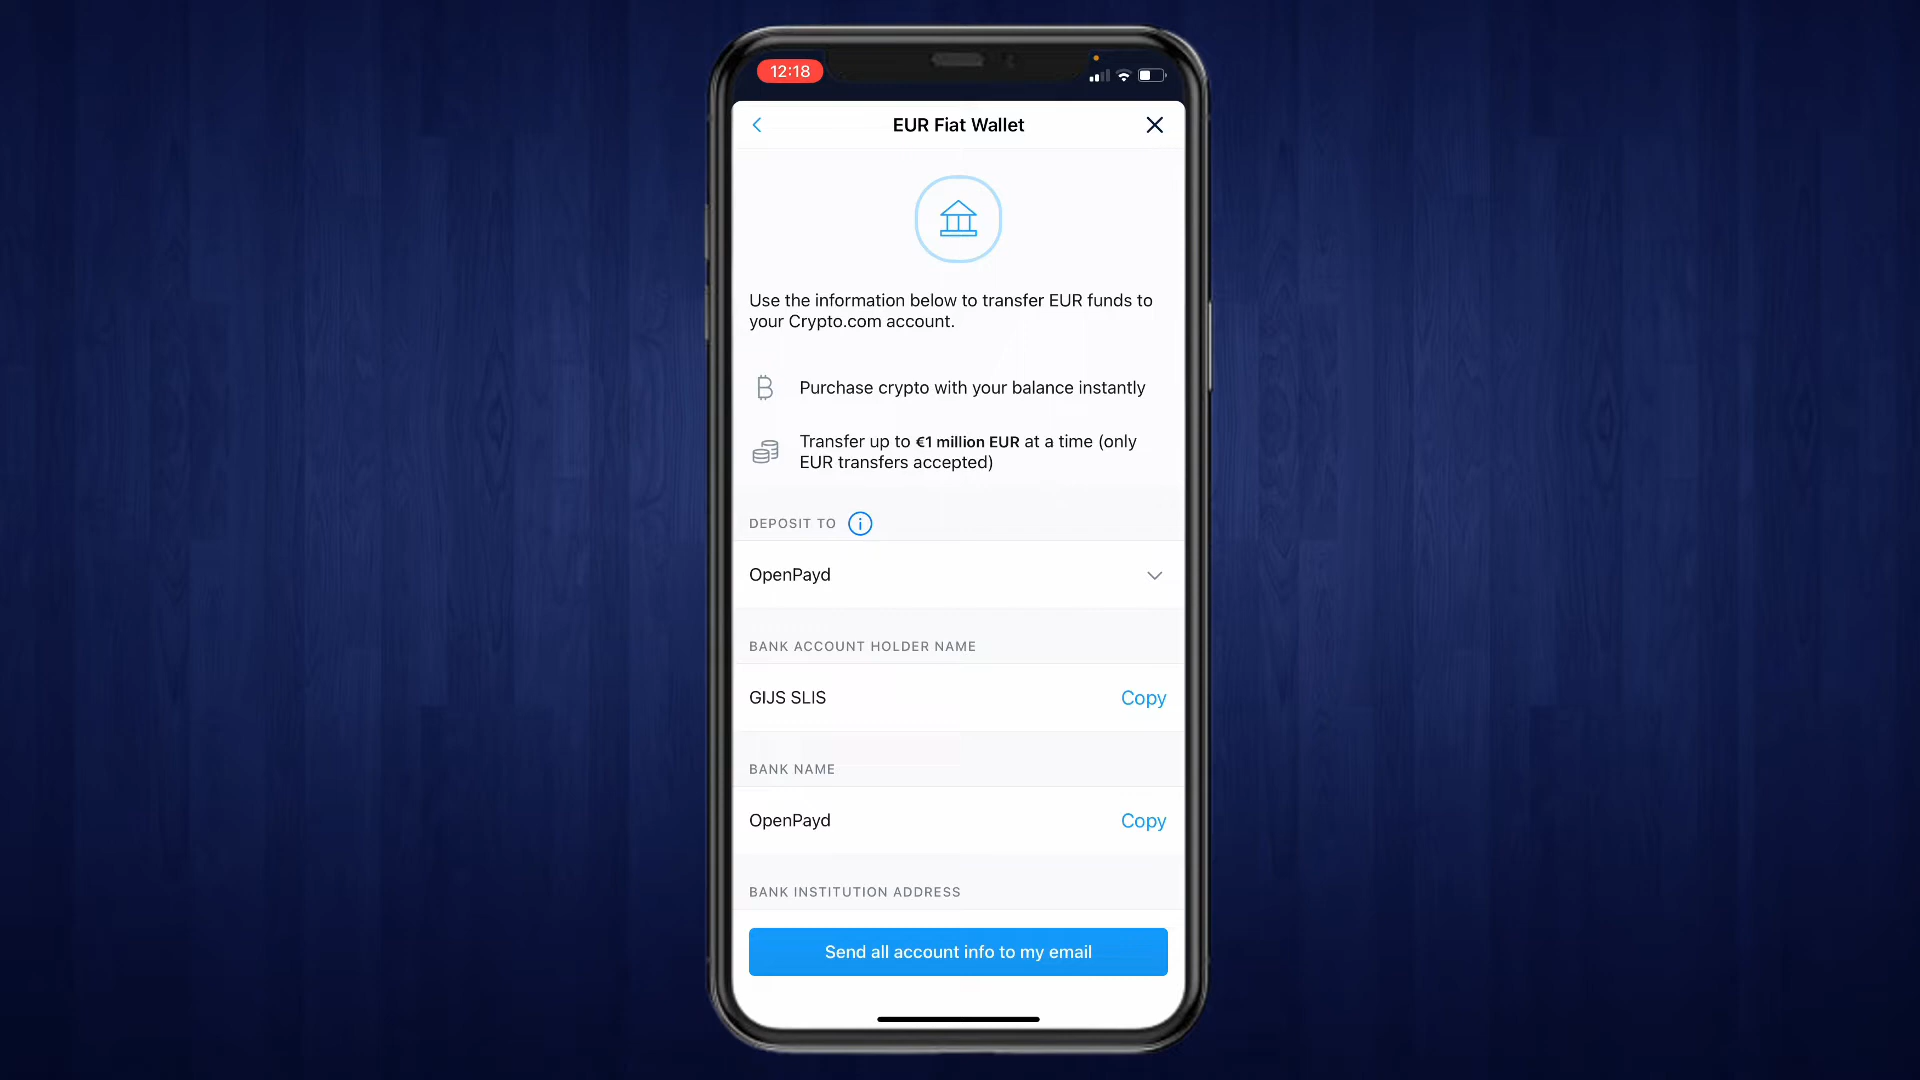 12:18
EUR Fiat Wallet
Use the information below to transfer EUR funds to
your Crypto.com account.
Purchase crypto with your balance instantly
Transfer up to €1 million EUR at a time (only
EUR transfers accepted)
DEPOSIT TO
OpenPayd
BANK ACCOUNT HOLDER NAME
GIJS SLIS Copy
BANK NAME
OpenPayd Copy
BANK INSTITUTION ADDRESS
Send all account info to my email